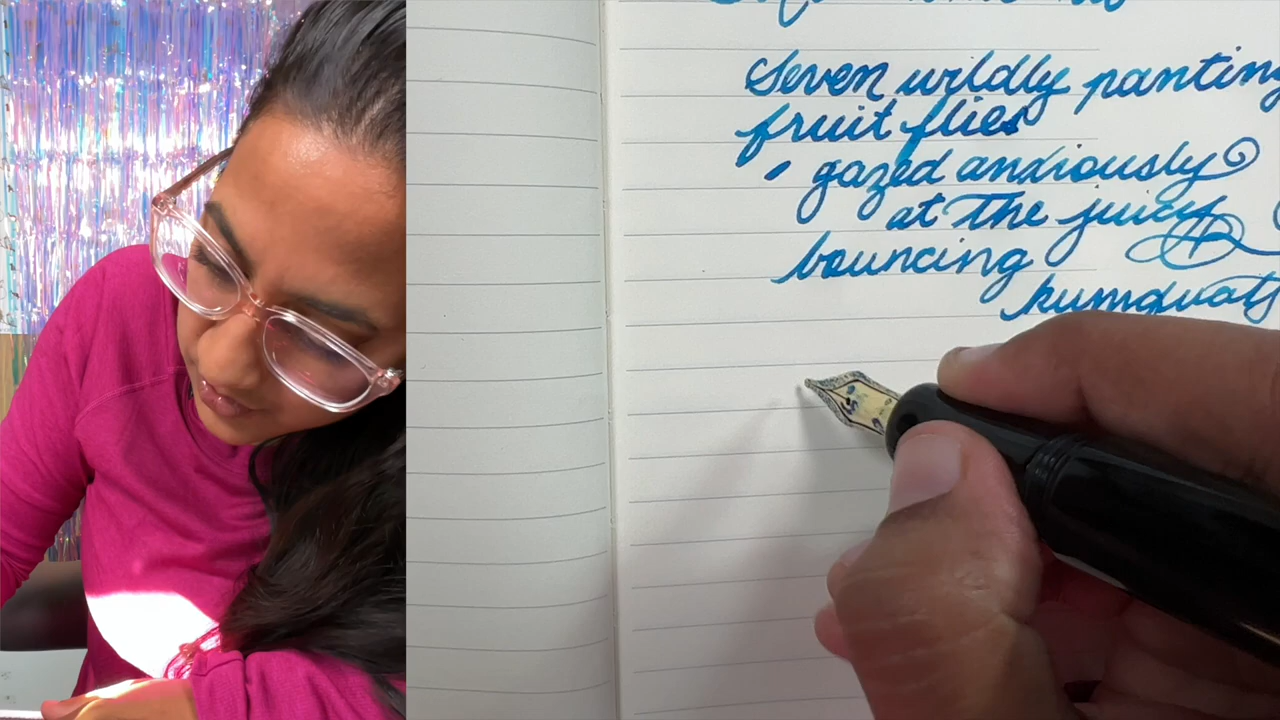 Seven wildly panting
fruit flies
gazed anxiously
at the juicy
bouncing
kumquats